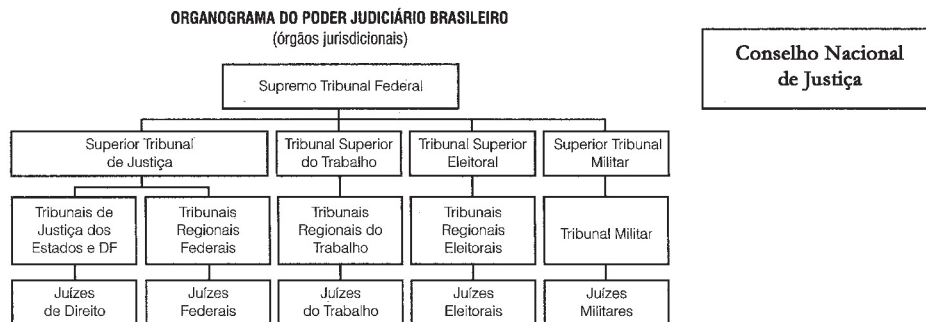 ORGANOGRAMA DO PODER JUDICIÁRIO BRASILEIRO
(órgãos jurisdicionais)
Conselho Nacional
de Justiça
Supremo Tribunal Federal
Superior Tribunal
de Justiça
Tribunal Superior
do Trabalho
Tribunal Superior
Eleitoral
Superior Tribunal
Militar
Tribunais de
Justiça dos
Estados e DF
Tribunais
Regionais
Federais
Tribunais
Regionais do
Trabalho
Tribunais
Regionais
Eleitorais
Tribunal Militar
Juízes
de Direito
Juízes
Federais
Juízes
do Trabalho
Juízes
Eleitorais
Juízes
Militares